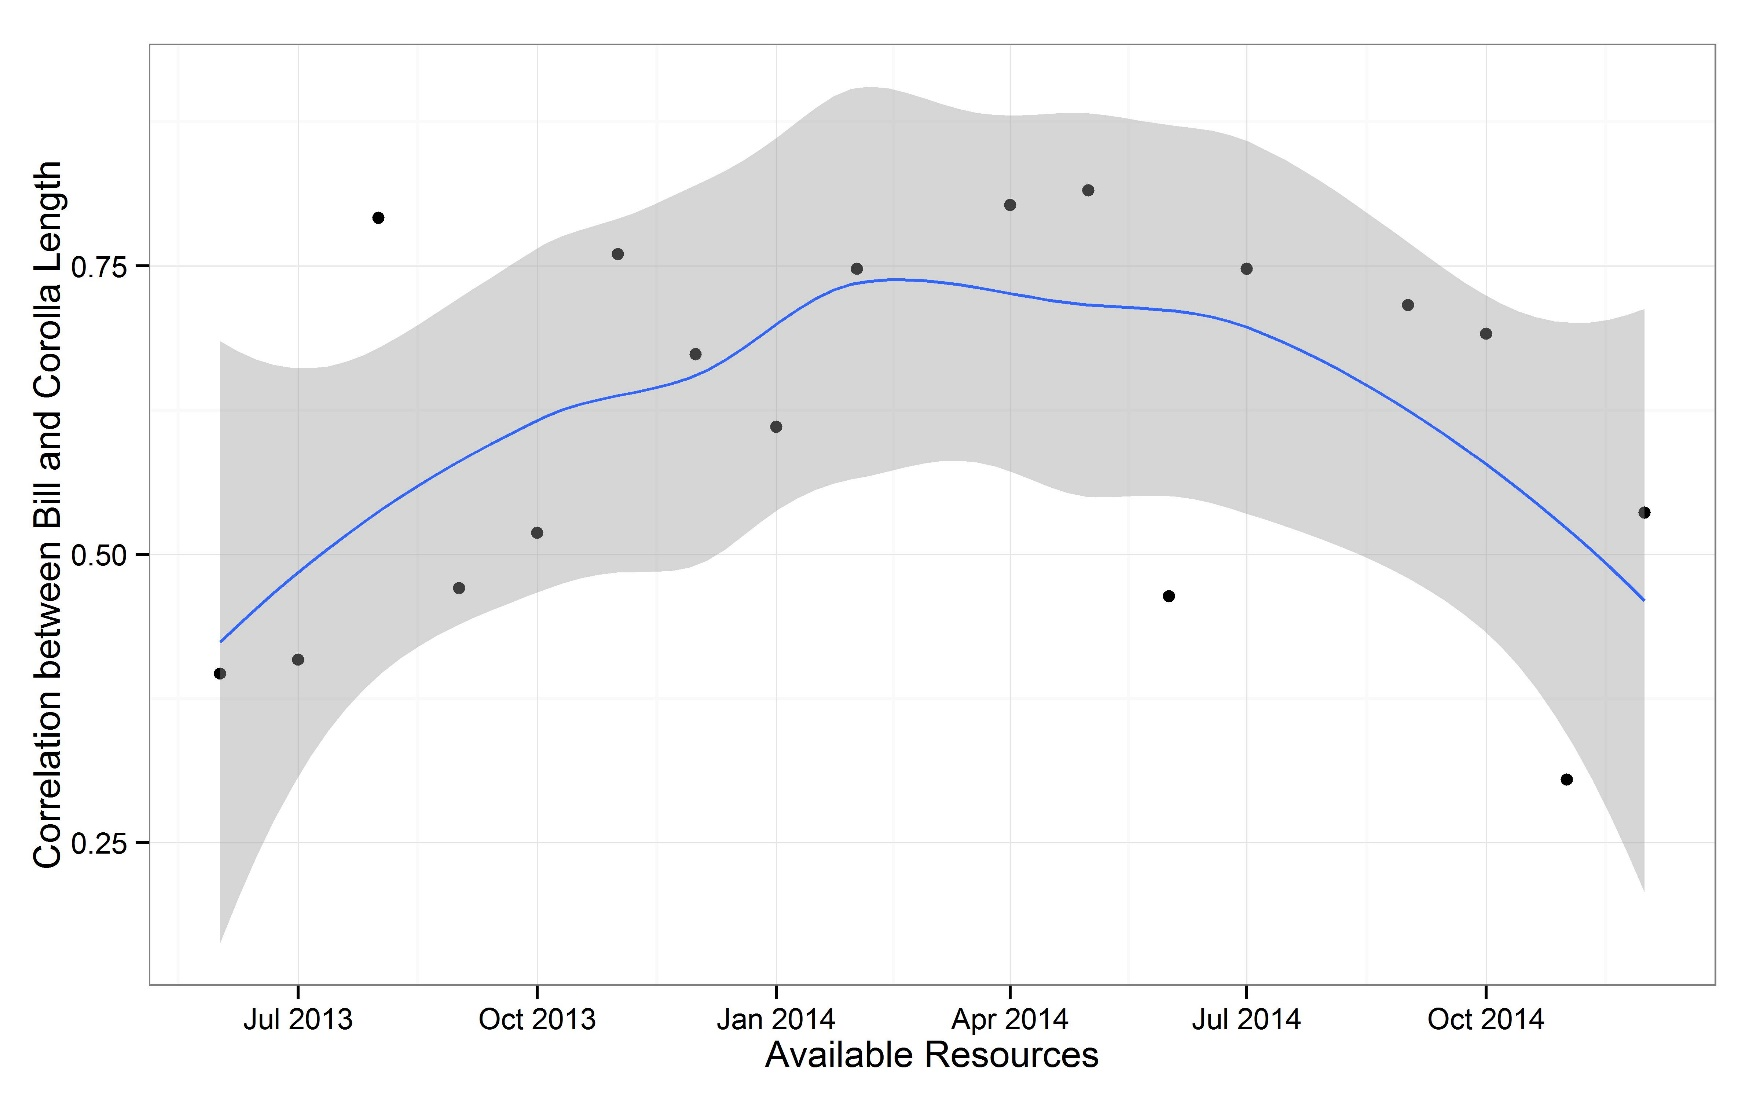 Correlation between Bill and Corolla Length
0.75
0.50
0.25
Jul 2013 Oct 2013 Jan 2014 Apr 2014 Jul 2014 Oct 2014
Available Resources